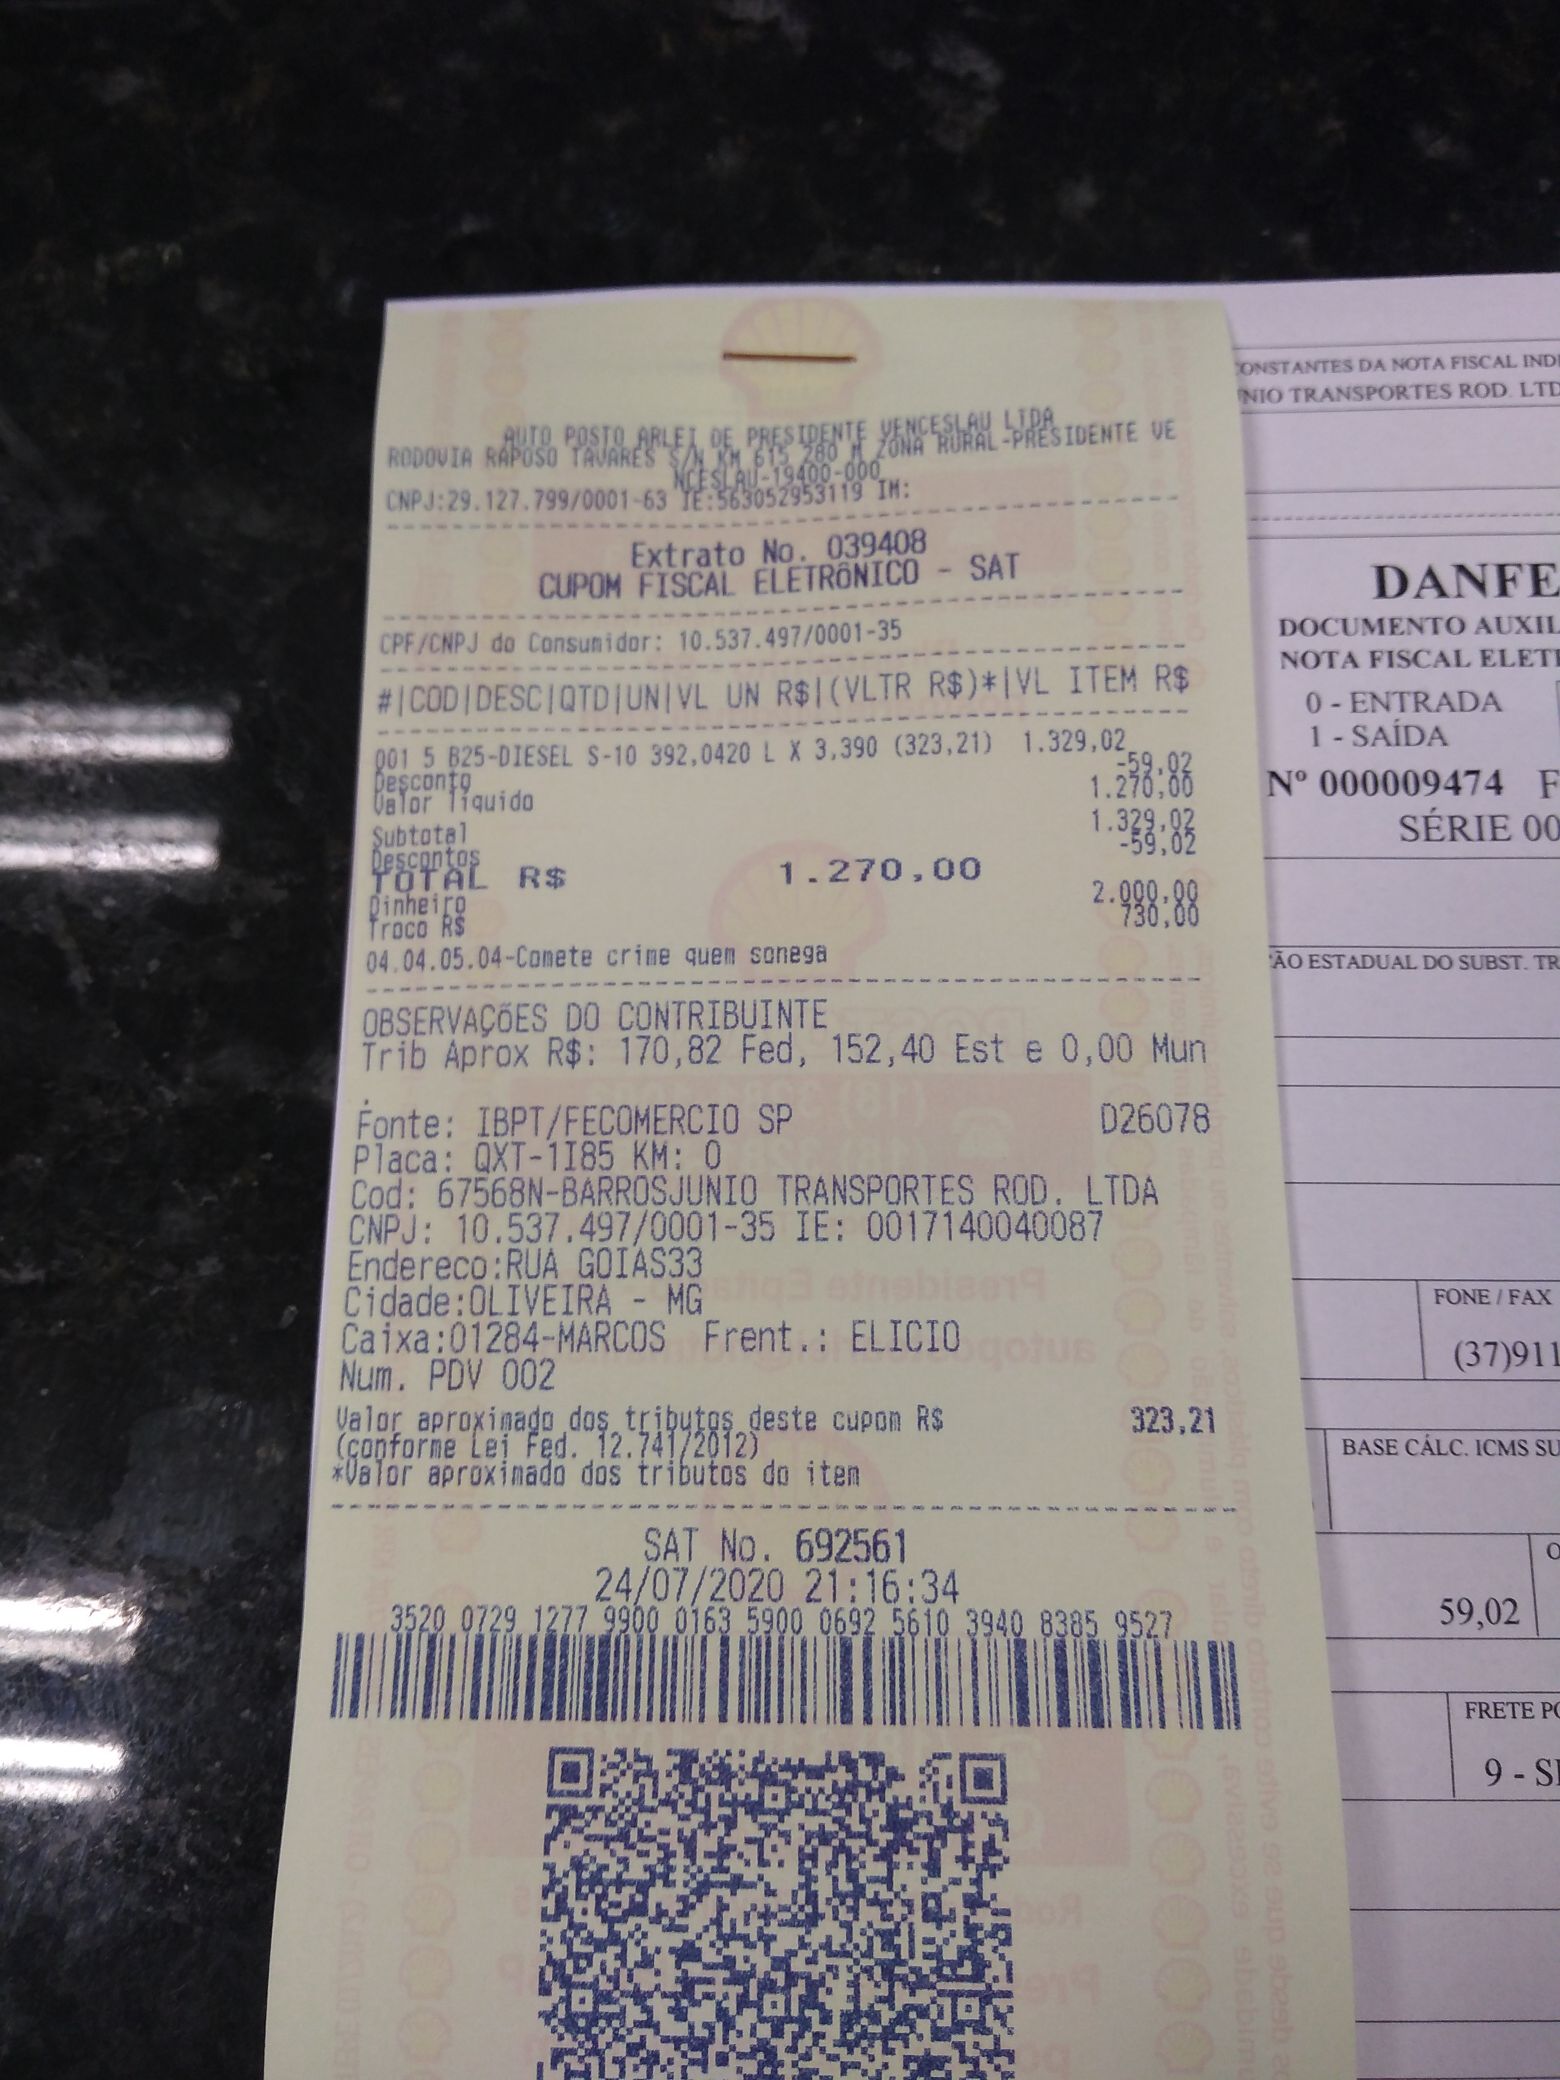 AUTO POSTO ARLEI DE PRESIDENTE VENCESLAU LTDA
RODOVIA RAPOSO TAVARES S/N KM 615 280 M ZONA RURAL-PRESIDENTE VE
NCESLAU-19400-000
CNPJ:29.127.799/0001-63 IE:563052953119 IM:
Extrato No. 039408
CUPOM FISCAL ELETRÔNICO - SAT
CPF/CNPJ do Consumidor: 10.537.497/0001-35
#|COD|DESC|QTD|UN|VL UN R$|(VLTR R$)*|VL ITEM R$
001 5 B25-DIESEL S-10 392,0420 L X 3,390 (323,21) 1.329,02
Desconto -59,02
Valor líquido 1.270,00
Subtotal 1.329,02
Descontos -59,02
TOTAL R$ 1.270,00
Dinheiro 2.000,00
Troco R$ 730,00
04.04.05.04-Comete crime quem sonega
OBSERVAÇÕES DO CONTRIBUINTE
Trib Aprox R$: 170,82 Fed, 152,40 Est e 0,00 Mun
.
Fonte: IBPT/FECOMERCIO SP D26078
Placa: QXT-1I85 KM: 0
Cod: 67568N-BARROSJUNIO TRANSPORTES ROD. LTDA
CNPJ: 10.537.497/0001-35 IE: 0017140040087
Endereco:RUA GOIAS33
Cidade:OLIVEIRA - MG
Caixa:01284-MARCOS Frent.: ELICIO
Num. PDV 002
Valor aproximado dos tributos deste cupom R$ 323,21
(conforme Lei Fed. 12.741/2012)
*Valor aproximado dos tributos do item
SAT No. 692561
24/07/2020 21:16:34
3520 0729 1277 9900 0163 5900 0692 5610 3940 8385 9527
CONSTANTES DA NOTA FISCAL INDI
NIO TRANSPORTES ROD. LTD
DANFE
DOCUMENTO AUXIL
NOTA FISCAL ELET
0 - ENTRADA
1 - SAÍDA
Nº 000009474 F
SÉRIE 00
ÃO ESTADUAL DO SUBST. TR
FONE / FAX
(37)911
BASE CÁLC. ICMS SU
59,02
FRETE PO
9 - S